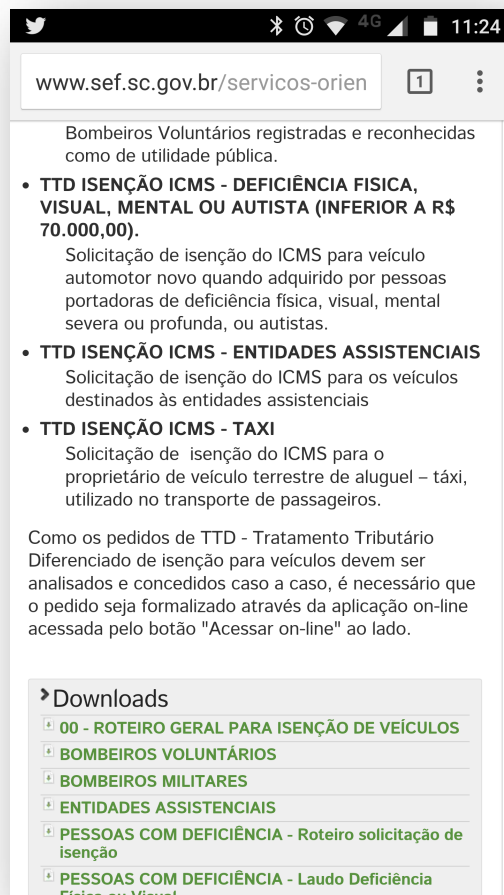 4G 11:24
www.sef.sc.gov.br/servicos-orien 1
Bombeiros Voluntários registradas e reconhecidas
como de utilidade pública.
• TTD ISENÇÃO ICMS - DEFICIÊNCIA FISICA,
VISUAL, MENTAL OU AUTISTA (INFERIOR A R$
70.000,00).
Solicitação de isenção do ICMS para veículo
automotor novo quando adquirido por pessoas
portadoras de deficiência física, visual, mental
severa ou profunda, ou autistas.
• TTD ISENÇÃO ICMS - ENTIDADES ASSISTENCIAIS
Solicitação de isenção do ICMS para os veículos
destinados às entidades assistenciais
• TTD ISENÇÃO ICMS - TAXI
Solicitação de  isenção do ICMS para o
proprietário de veículo terrestre de aluguel – táxi,
utilizado no transporte de passageiros.
Como os pedidos de TTD - Tratamento Tributário
Diferenciado de isenção para veículos devem ser
analisados e concedidos caso a caso, é necessário que
o pedido seja formalizado através da aplicação on-line
acessada pelo botão "Acessar on-line" ao lado.
Downloads
00 - ROTEIRO GERAL PARA ISENÇÃO DE VEÍCULOS
BOMBEIROS VOLUNTÁRIOS
BOMBEIROS MILITARES
ENTIDADES ASSISTENCIAIS
PESSOAS COM DEFICIÊNCIA - Roteiro solicitação de
isenção
PESSOAS COM DEFICIÊNCIA - Laudo Deficiência
Física ou Visual